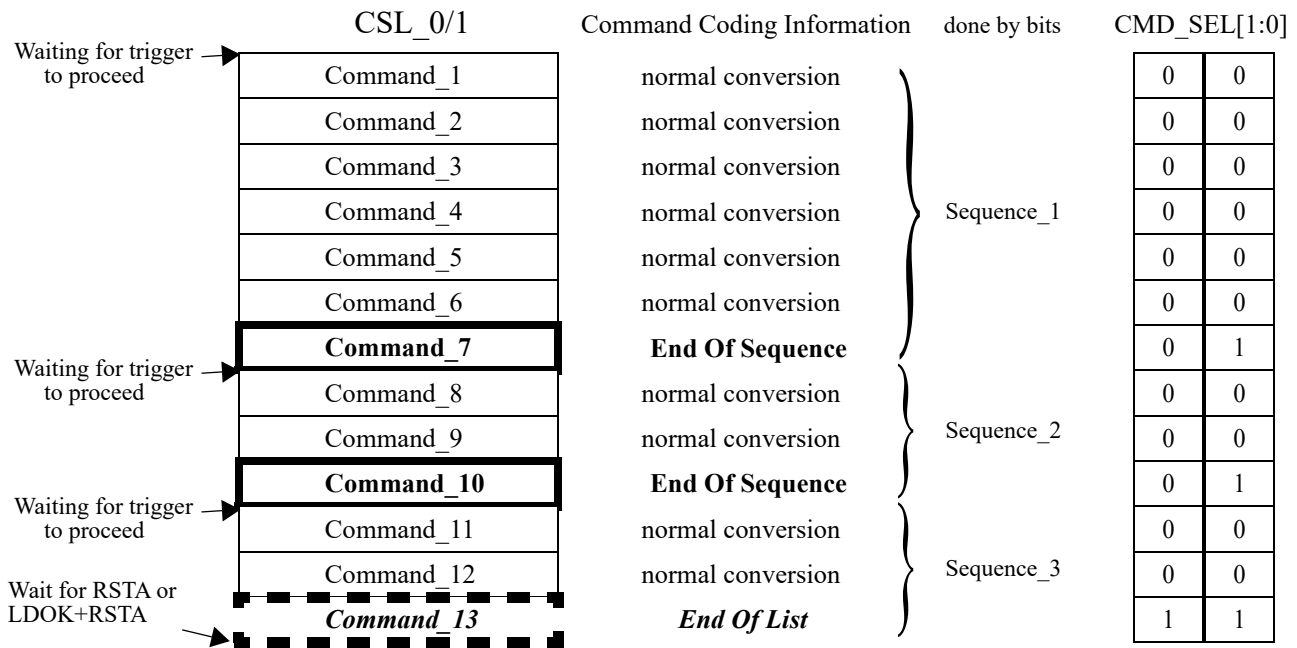 CSL_0/1 Command Coding Information done by bits CMD_SEL[1:0]
Waiting for trigger
to proceed
Command_1 normal conversion 0 0
Command_2 normal conversion 0 0
Command_3 normal conversion 0 0
Command_4 normal conversion Sequence_1 0 0
Command_5 normal conversion 0 0
Command_6 normal conversion 0 0
Command_7 End Of Sequence 0 1
Waiting for trigger
to proceed
Command_8 normal conversion 0 0
Command_9 normal conversion Sequence_2 0 0
Command_10 End Of Sequence 0 1
Waiting for trigger
to proceed
Command_11 normal conversion 0 0
Command_12 normal conversion Sequence_3 0 0
Wait for RSTA or
LDOK+RSTA
Command_13 End Of List 1 1